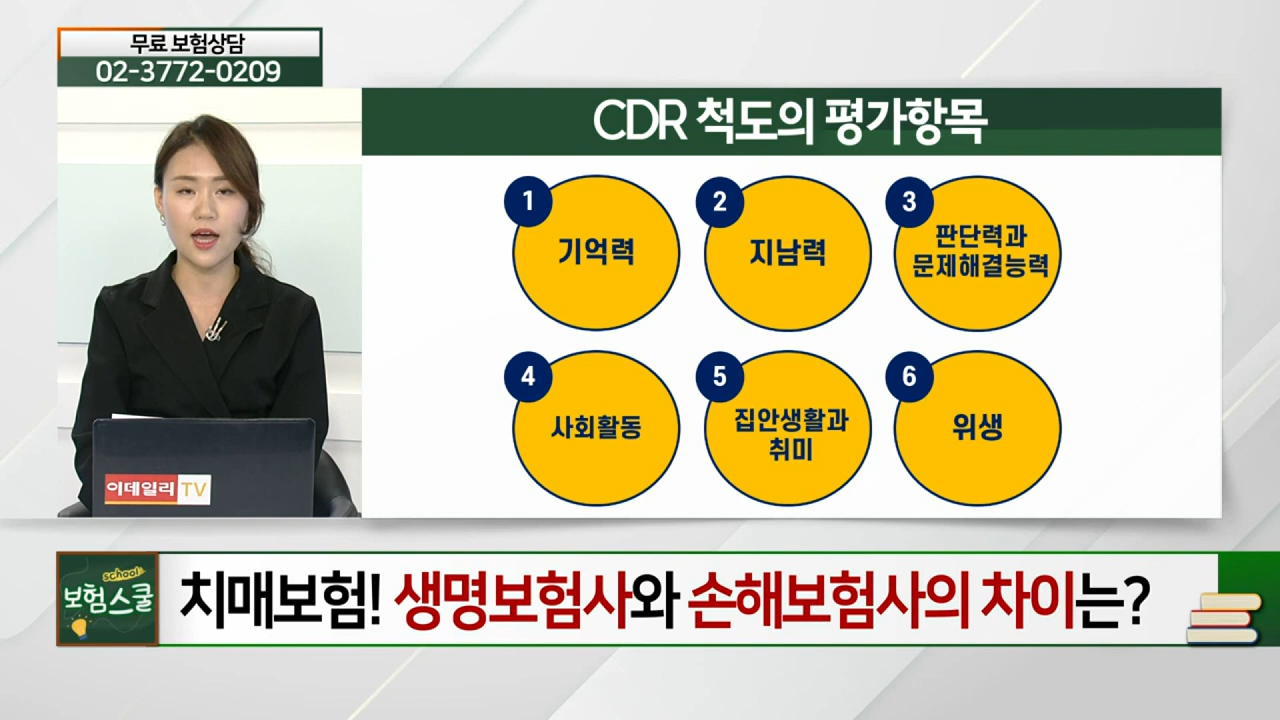 무료 보험상담
02-3772-0209
CDR 척도의 평가항목
1
기억력
2
지남력
3
판단력과
문제해결능력
4
사회활동
5
집안생활과
취미
6
위생
이데일리 TV
school
보험스쿨
치매보험! 생명보험사와 손해보험사의 차이는?